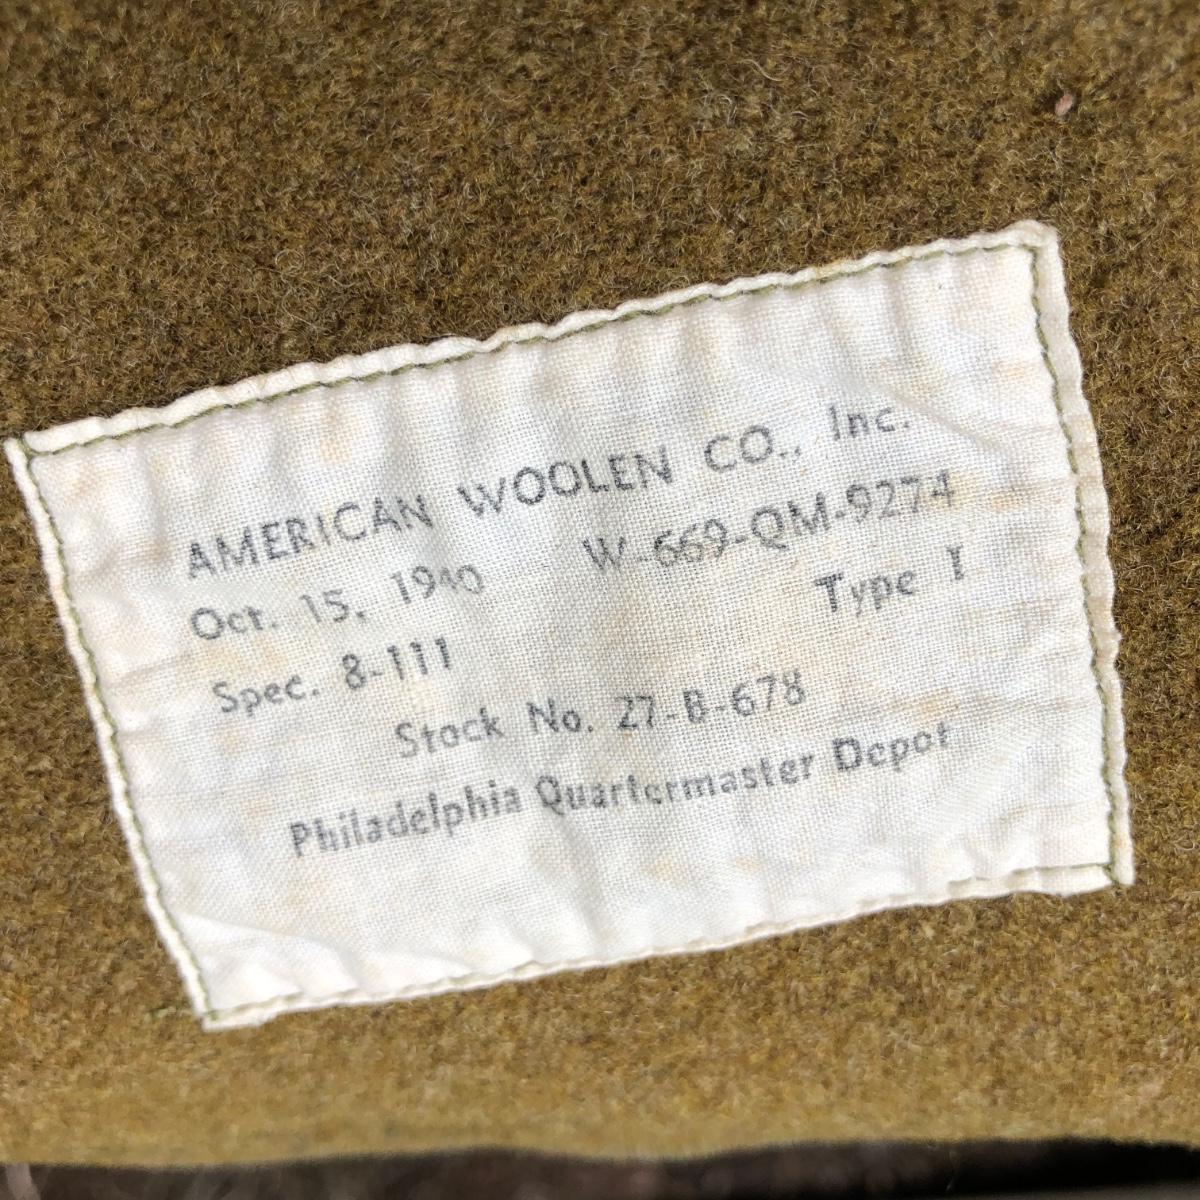 AMERICAN WOOLEN CO., Inc.
Oct. 15, 1940 W-669-QM-9274
Spec. 8-111 Type I
Stock No. 27-B-678
Philadelphia Quartermaster Depot